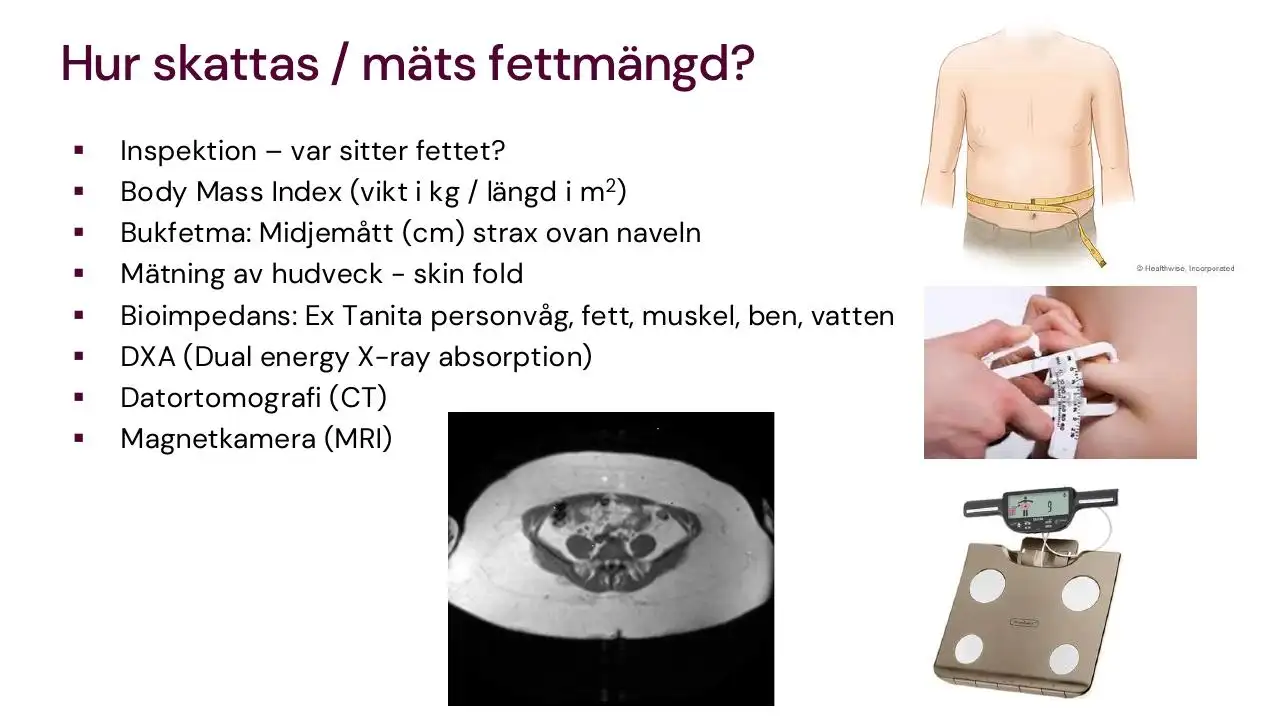 Hur skattas / mäts fettmängd?
▪ Inspektion – var sitter fettet?
▪ Body Mass Index (vikt i kg / längd i m²)
▪ Bukfetma: Midjemått (cm) strax ovan naveln
▪ Mätning av hudveck - skin fold
▪ Bioimpedans: Ex Tanita personvåg, fett, muskel, ben, vatten
▪ DXA (Dual energy X-ray absorption)
▪ Datortomografi (CT)
▪ Magnetkamera (MRI)
© Healthwise, Incorporated